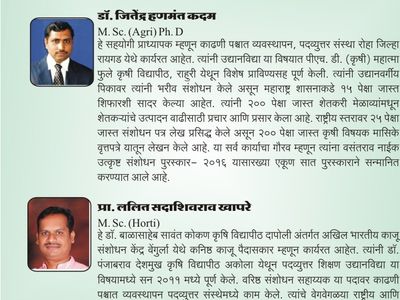 डॉ. जितेंद्र हणमंत कदम
M. Sc. (Agri) Ph. D
हे सहयोगी प्राध्यापक म्हणून काढणी पश्चात व्यवस्थापन, पदव्युत्तर संस्था रोहा जिल्हा
रायगड येथे कार्यरत आहेत. त्यांनी उद्यानविद्या या विषयात पीएच. डी. (कृषी) महात्मा
फुले कृषी विद्यापीठ, राहुरी येथून विशेष प्राविण्यसह पूर्ण केली. त्यांनी उद्यानवर्गीय
पिकावर त्यांनी भरीव संशोधन केले असून महाराष्ट्र शासनाकडे १५ पेक्षा जास्त
शिफारशी सादर केल्या आहेत. त्यांनी २०० पेक्षा जास्त शेतकरी मेळाव्यांमधून
शेतकऱ्यांचे उत्पादन वाढीसाठी प्रचार आणि प्रसार केला आहे. राष्ट्रीय स्तरावर २५ पेक्षा
जास्त संशोधन पत्र लेख प्रसिद्ध केले असून २०० पेक्षा जास्त कृषी विषयक मासिके
वृत्तपत्रे यातून लेखन केले आहे. या सर्व कार्याचा गौरव म्हणून त्यांना वसंतराव नाईक
उत्कृष्ट संशोधन पुरस्कार– २०१६ यासारख्या एकूण सात पुरस्काराने सन्मानित
करण्यात आले आहे.
प्रा. ललित सदाशिवराव खापरे
M. Sc. (Horti)
हे डॉ. बाळासाहेब सावंत कोकण कृषि विद्यापीठ दापोली अंतर्गत अखिल भारतीय काजू
संशोधन केंद्र वेंगुर्ला येथे कनिष्ठ काजू पैदासकार म्हणून कार्यरत आहेत. त्यांनी डॉ.
पंजाबराव देशमुख कृषि विद्यापीठ अकोला येथून पदव्युत्तर शिक्षण उद्यानविद्या या
विषयामध्ये सन २०११ मध्ये पूर्ण केले. वरिष्ठ संशोधन सहाय्यक या पदावर काढणी
पश्चात व्यवस्थापन पदव्युत्तर संस्थेमध्ये काम केले. त्यांचे वेगवेगळ्या राष्ट्रीय आणि